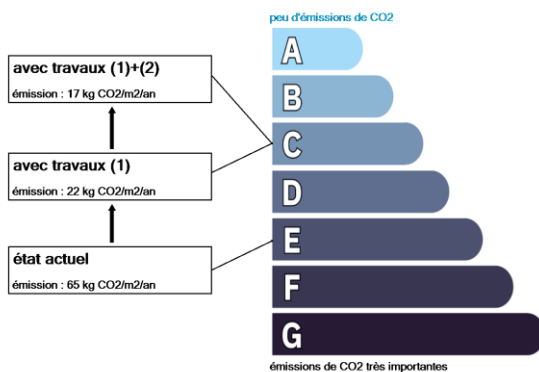 peu d'émissions de CO2
avec travaux (1)+(2)
émission : 17 kg CO2/m2/an
avec travaux (1)
émission : 22 kg CO2/m2/an
état actuel
émission : 65 kg CO2/m2/an
A
B
C
D
E
F
G
émissions de CO2 très importantes